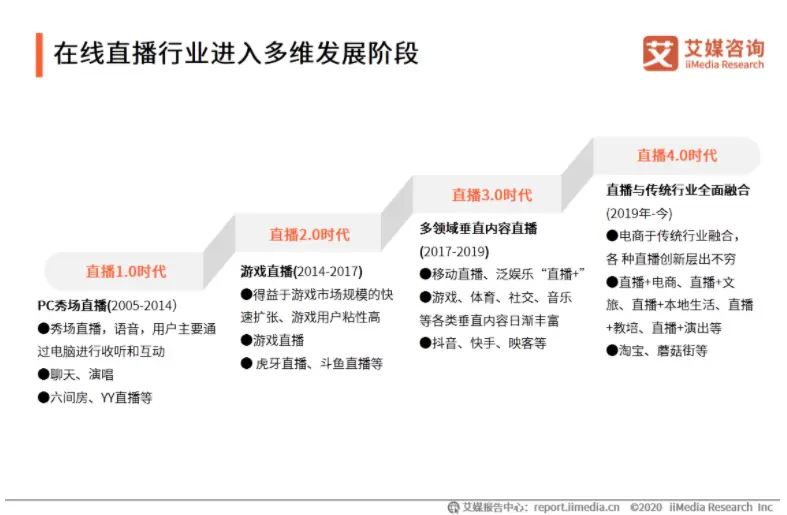 在线直播行业进入多维发展阶段
艾 艾媒咨询
iiMedia Research
直播1.0时代
PC秀场直播(2005-2014)
●秀场直播，语音，用户主要通
过电脑进行收听和互动
●聊天、演唱
●六间房、YY直播等
直播2.0时代
游戏直播(2014-2017)
●得益于游戏市场规模的快
速扩张、游戏用户粘性高
●游戏直播
● 虎牙直播、斗鱼直播等
直播3.0时代
多领域垂直内容直播
(2017-2019)
●移动直播、泛娱乐“直播+”
●游戏、体育、社交、音乐
等各类垂直内容日渐丰富
●抖音、快手、映客等
直播4.0时代
直播与传统行业全面融合
(2019年-今)
●电商于传统行业融合，
各 种直播创新层出不穷
●直播+电商、直播+文
旅、直播+本地生活、直播
+教培、直播+演出等
●淘宝、蘑菇街等
艾媒报告中心：report.iimedia.cn ©2020 iiMedia Research Inc